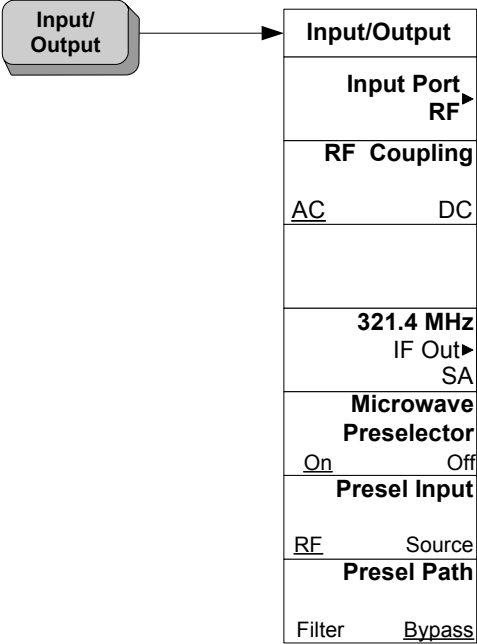 Input/
Output
Input/Output
Input Port
RF
RF Coupling
AC DC
321.4 MHz
IF Out
SA
Microwave
Preselector
On Off
Presel Input
RF Source
Presel Path
Filter Bypass